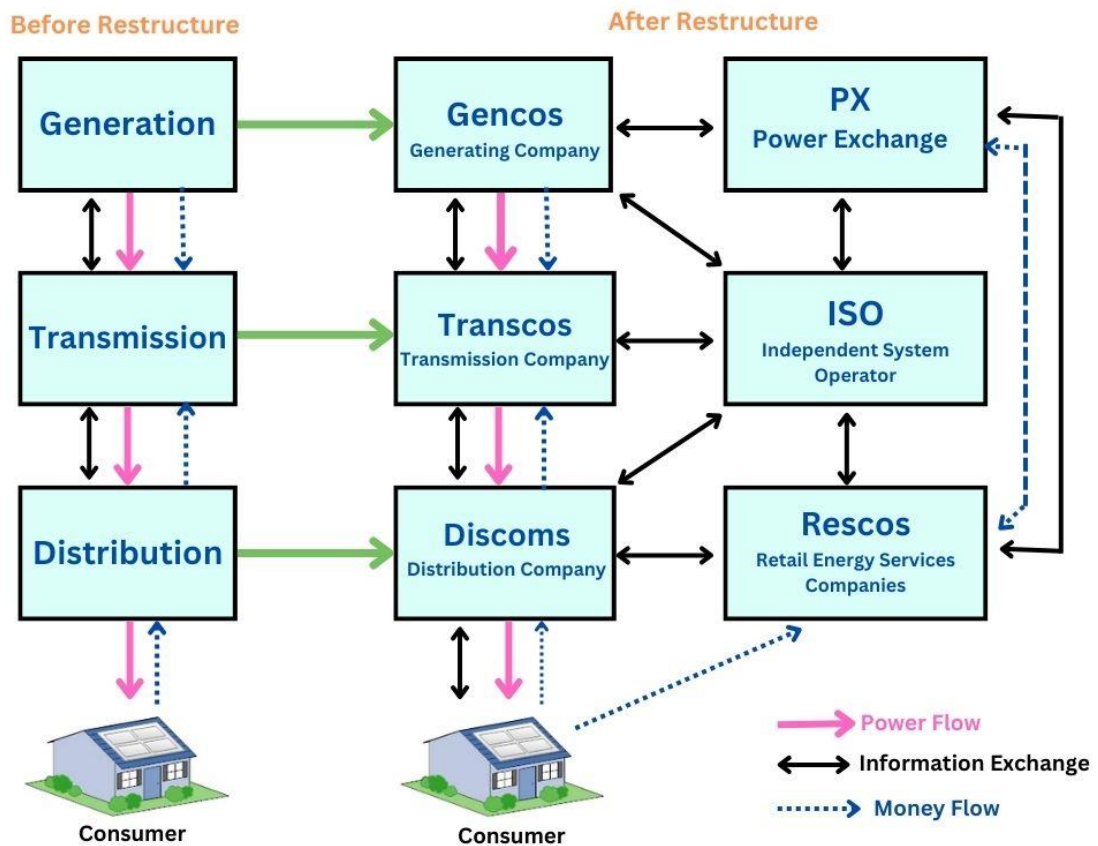 Before Restructure
After Restructure
Generation
Gencos
Generating Company
PX
Power Exchange
Transmission
Transcos
Transmission Company
ISO
Independent System
Operator
Distribution
Discoms
Distribution Company
Rescos
Retail Energy Services
Companies
Power Flow
Information Exchange
Money Flow
Consumer
Consumer